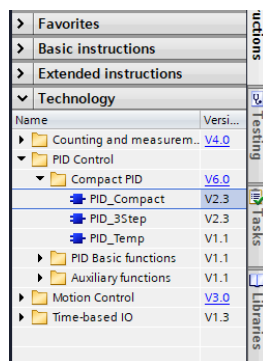 Favorites
Basic instructions
Extended instructions
Technology
Name Versi...
Counting and measurem.. V4.0
PID Control
Compact PID V6.0
PID_Compact V2.3
PID_3Step V2.3
PID_Temp V1.1
PID Basic functions V1.1
Auxiliary functions V1.1
Motion Control V3.0
Time-based IO V1.3
uctions
Testing
Tasks
Libraries